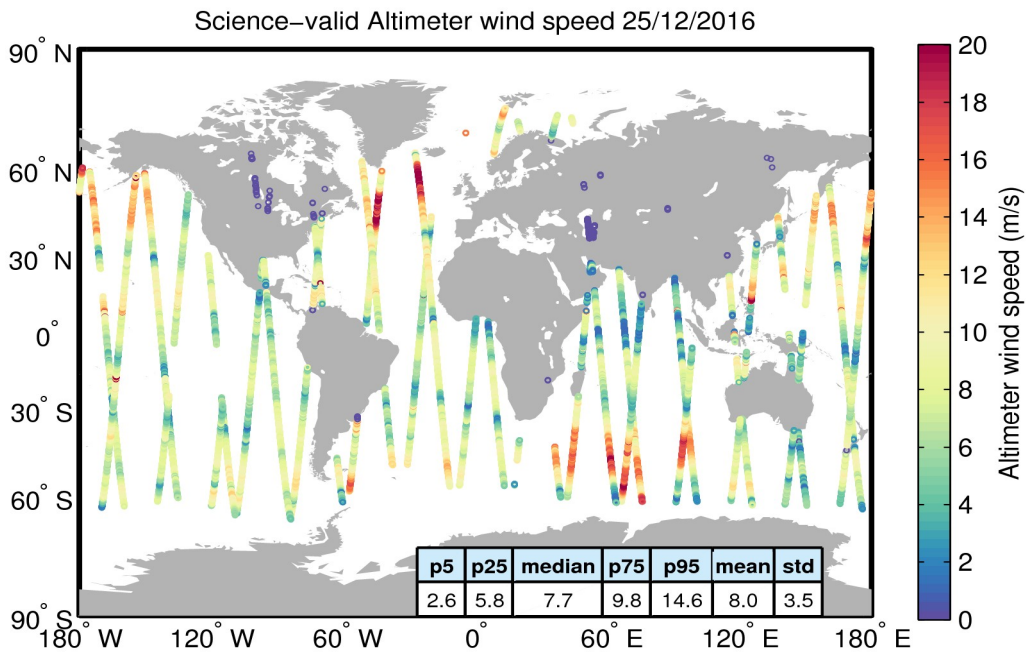 Science−valid Altimeter wind speed 25/12/2016
90° N
60° N
30° N
0°
30° S
60° S
90° S
180° W
120° W
60° W
0°
60° E
120° E
180° E
p5 p25 median p75 p95 mean std
2.6 5.8 7.7 9.8 14.6 8.0 3.5
20
18
16
14
12
10
8
6
4
2
0
Altimeter wind speed (m/s)